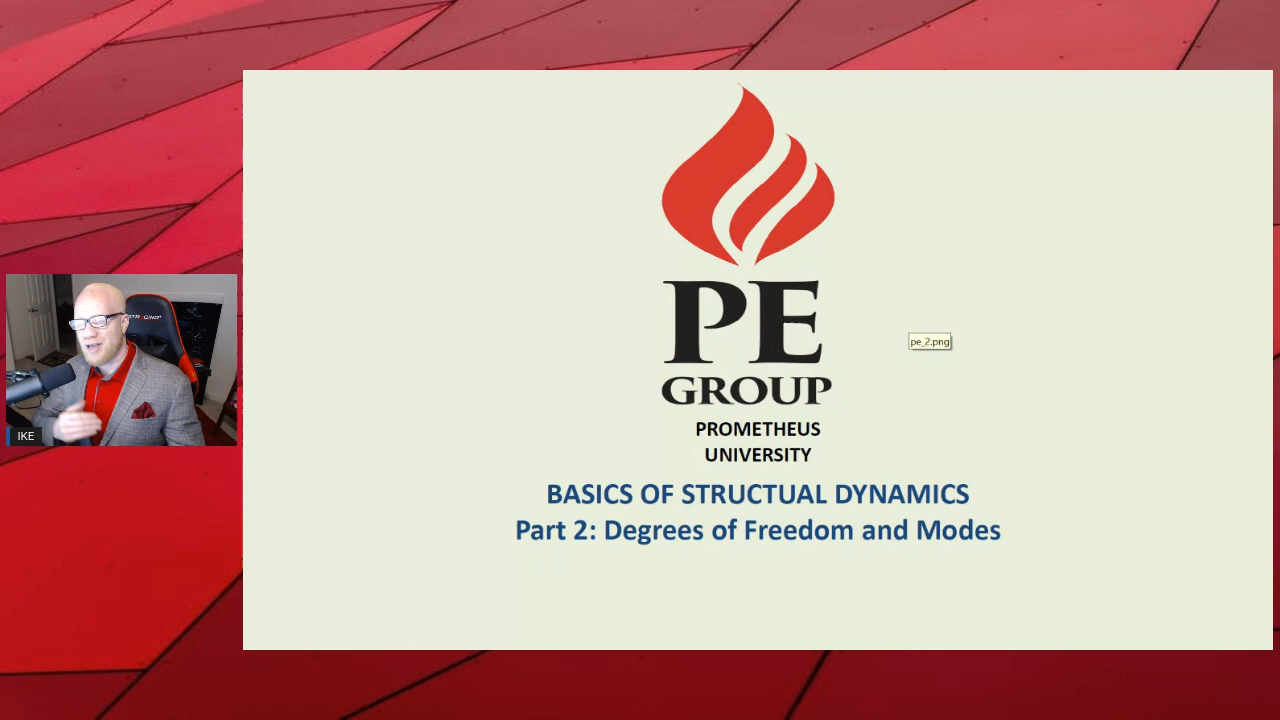 PE
GROUP
PROMETHEUS
UNIVERSITY
BASICS OF STRUCTUAL DYNAMICS
Part 2: Degrees of Freedom and Modes
pe_2.png
IKE